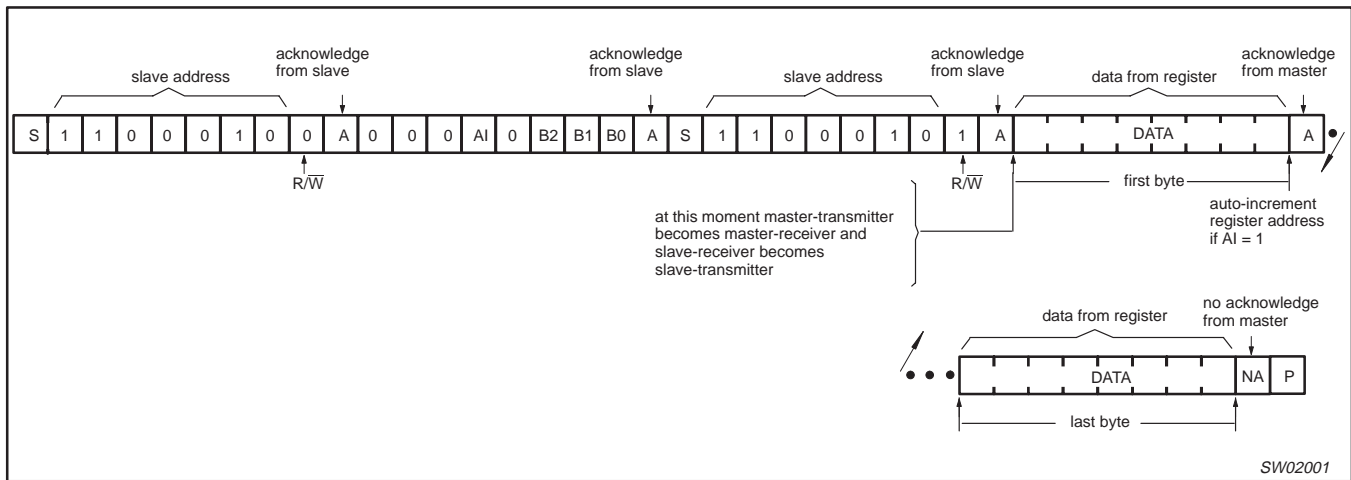 acknowledge
from slave
acknowledge
from slave
acknowledge
from slave
acknowledge
from master
slave address
slave address
data from register
S 1 1 0 0 0 1 0 0 A 0 0 0 AI 0 B2 B1 B0 A S 1 1 0 0 0 1 0 1 A DATA A
R/W̅
R/W̅
first byte
auto-increment
register address
if AI = 1
at this moment master-transmitter
becomes master-receiver and
slave-receiver becomes
slave-transmitter
no acknowledge
from master
data from register
DATA NA P
last byte
SW02001